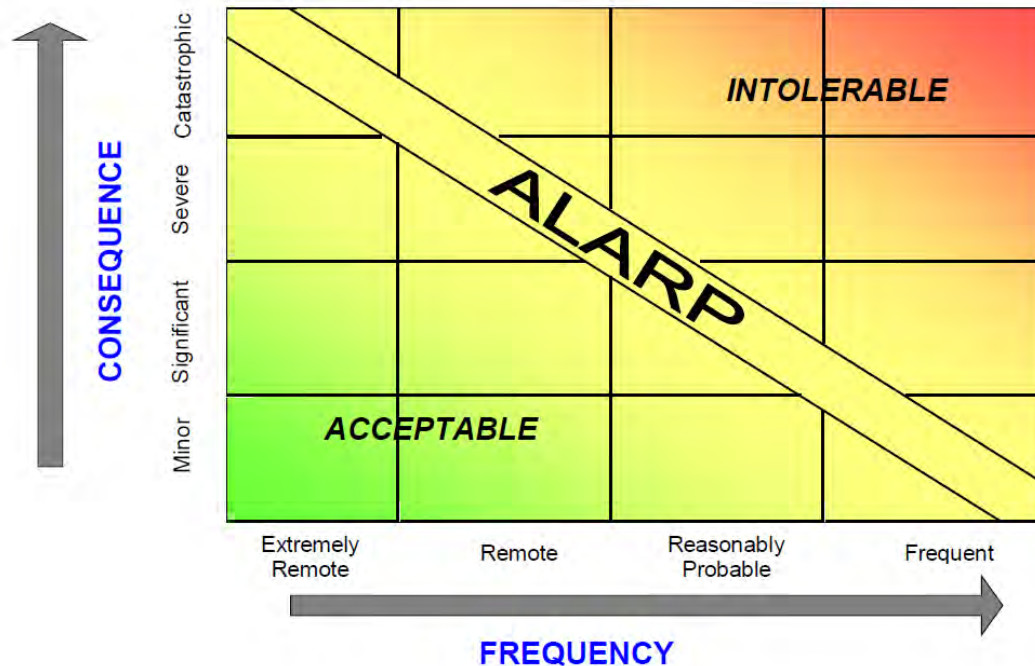 CONSEQUENCE
Catastrophic
Severe
Significant
Minor
INTOLERABLE
ALARP
ACCEPTABLE
Extremely
Remote
Remote
Reasonably
Probable
Frequent
FREQUENCY